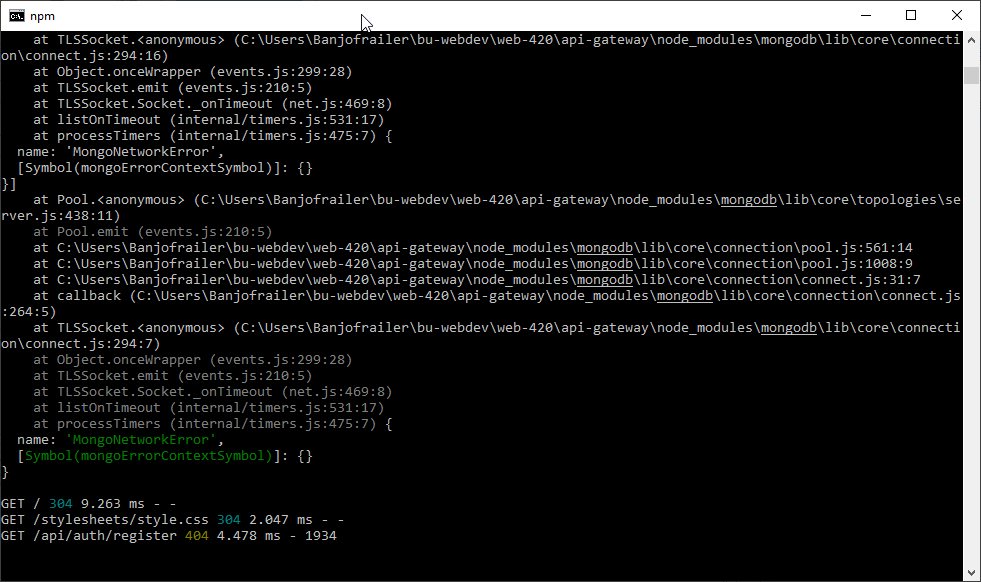 npm
    at TLSSocket.<anonymous> (C:\Users\Banjofrailer\bu-webdev\web-420\api-gateway\node_modules\mongodb\lib\core\connecti
on\connect.js:294:16)
    at Object.onceWrapper (events.js:299:28)
    at TLSSocket.emit (events.js:210:5)
    at TLSSocket.Socket._onTimeout (net.js:469:8)
    at listOnTimeout (internal/timers.js:531:17)
    at processTimers (internal/timers.js:475:7) {
  name: 'MongoNetworkError',
  [Symbol(mongoErrorContextSymbol)]: {}
}]
    at Pool.<anonymous> (C:\Users\Banjofrailer\bu-webdev\web-420\api-gateway\node_modules\mongodb\lib\core\topologies\se
rver.js:438:11)
    at Pool.emit (events.js:210:5)
    at C:\Users\Banjofrailer\bu-webdev\web-420\api-gateway\node_modules\mongodb\lib\core\connection\pool.js:561:14
    at C:\Users\Banjofrailer\bu-webdev\web-420\api-gateway\node_modules\mongodb\lib\core\connection\pool.js:1008:9
    at C:\Users\Banjofrailer\bu-webdev\web-420\api-gateway\node_modules\mongodb\lib\core\connection\connect.js:31:7
    at callback (C:\Users\Banjofrailer\bu-webdev\web-420\api-gateway\node_modules\mongodb\lib\core\connection\connect.js
:264:5)
    at TLSSocket.<anonymous> (C:\Users\Banjofrailer\bu-webdev\web-420\api-gateway\node_modules\mongodb\lib\core\connecti
on\connect.js:294:7)
    at Object.onceWrapper (events.js:299:28)
    at TLSSocket.emit (events.js:210:5)
    at TLSSocket.Socket._onTimeout (net.js:469:8)
    at listOnTimeout (internal/timers.js:531:17)
    at processTimers (internal/timers.js:475:7) {
  name: 'MongoNetworkError',
  [Symbol(mongoErrorContextSymbol)]: {}
}
GET / 304 9.263 ms - -
GET /stylesheets/style.css 304 2.047 ms - -
GET /api/auth/register 404 4.478 ms - 1934